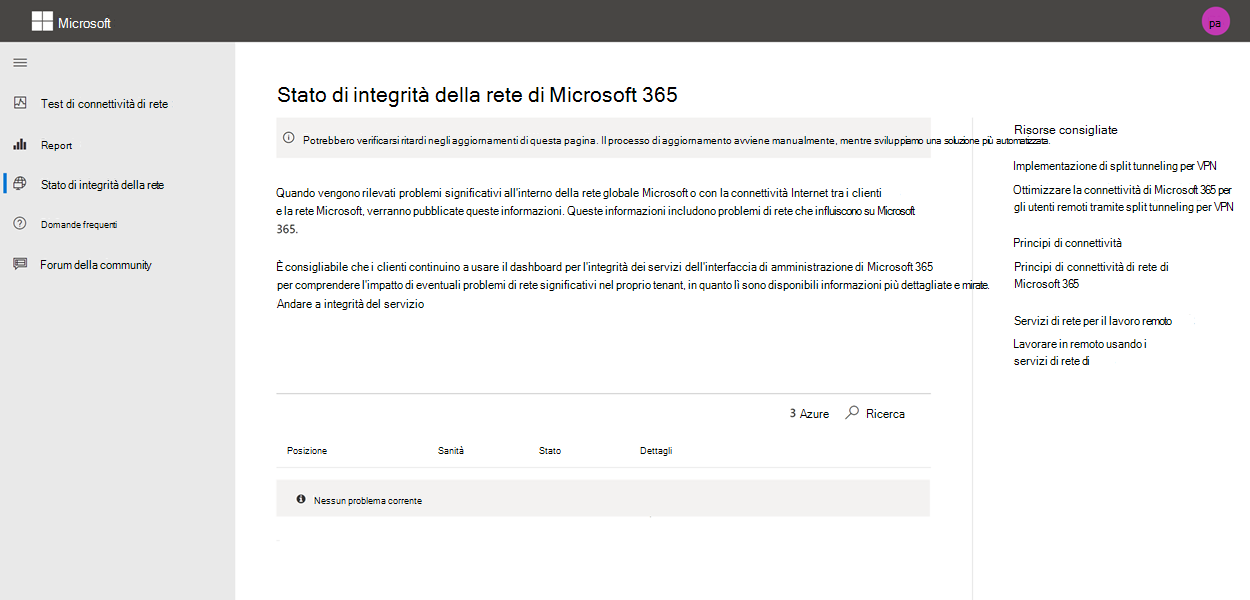 Microsoft
pa
Test di connettività di rete
Report
Stato di integrità della rete
Domande frequenti
Forum della community
Stato di integrità della rete di Microsoft 365
Potrebbero verificarsi ritardi negli aggiornamenti di questa pagina. Il processo di aggiornamento avviene manualmente, mentre sviluppiamo una soluzione più automatizzata.
Quando vengono rilevati problemi significativi all'interno della rete globale Microsoft o con la connettività Internet tra i clienti
e la rete Microsoft, verranno pubblicate queste informazioni. Queste informazioni includono problemi di rete che influiscono su Microsoft
365.
È consigliabile che i clienti continuino a usare il dashboard per l'integrità dei servizi dell'interfaccia di amministrazione di Microsoft 365
per comprendere l'impatto di eventuali problemi di rete significativi nel proprio tenant, in quanto lì sono disponibili informazioni più dettagliate e mirate.
Andare a integrità del servizio
3 Azure
Ricerca
Posizione Sanità Stato Dettagli
Nessun problema corrente
Risorse consigliate
Implementazione di split tunneling per VPN
Ottimizzare la connettività di Microsoft 365 per
gli utenti remoti tramite split tunneling per VPN
Principi di connettività
Principi di connettività di rete di
Microsoft 365
Servizi di rete per il lavoro remoto
Lavorare in remoto usando i
servizi di rete di